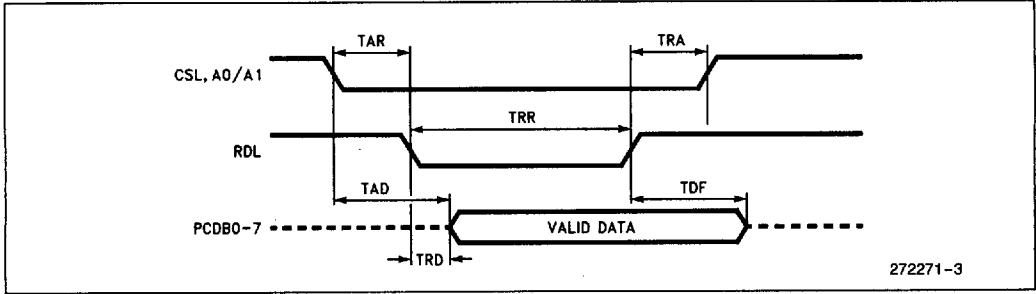 TAR
TRA
CSL, A0/A1
TRR
RDL
TAD
TDF
PCDB0-7
VALID DATA
TRD
272271-3